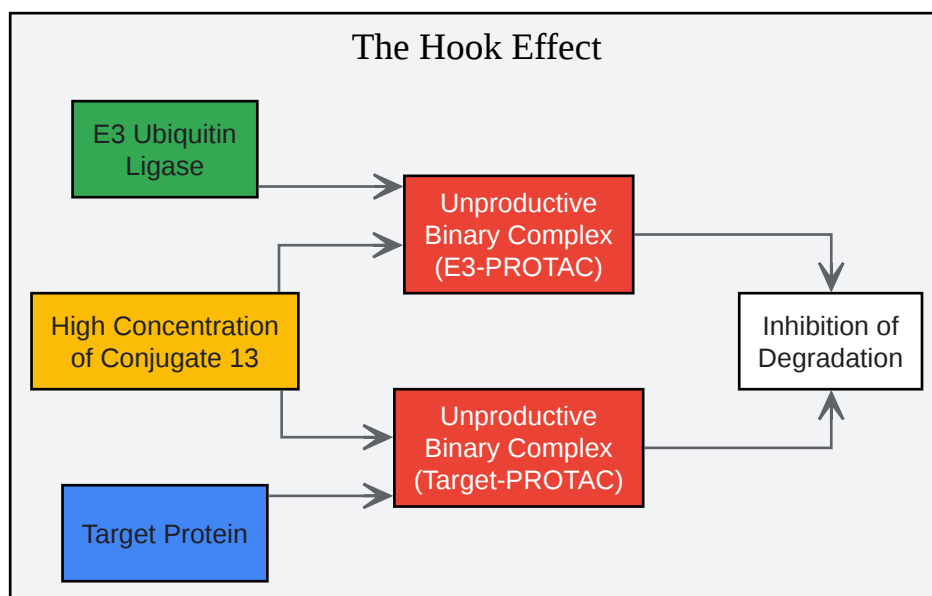 The Hook Effect
E3 Ubiquitin
Ligase
Unproductive
Binary Complex
(E3-PROTAC)
High Concentration
of Conjugate 13
Inhibition of
Degradation
Unproductive
Binary Complex
(Target-PROTAC)
Target Protein